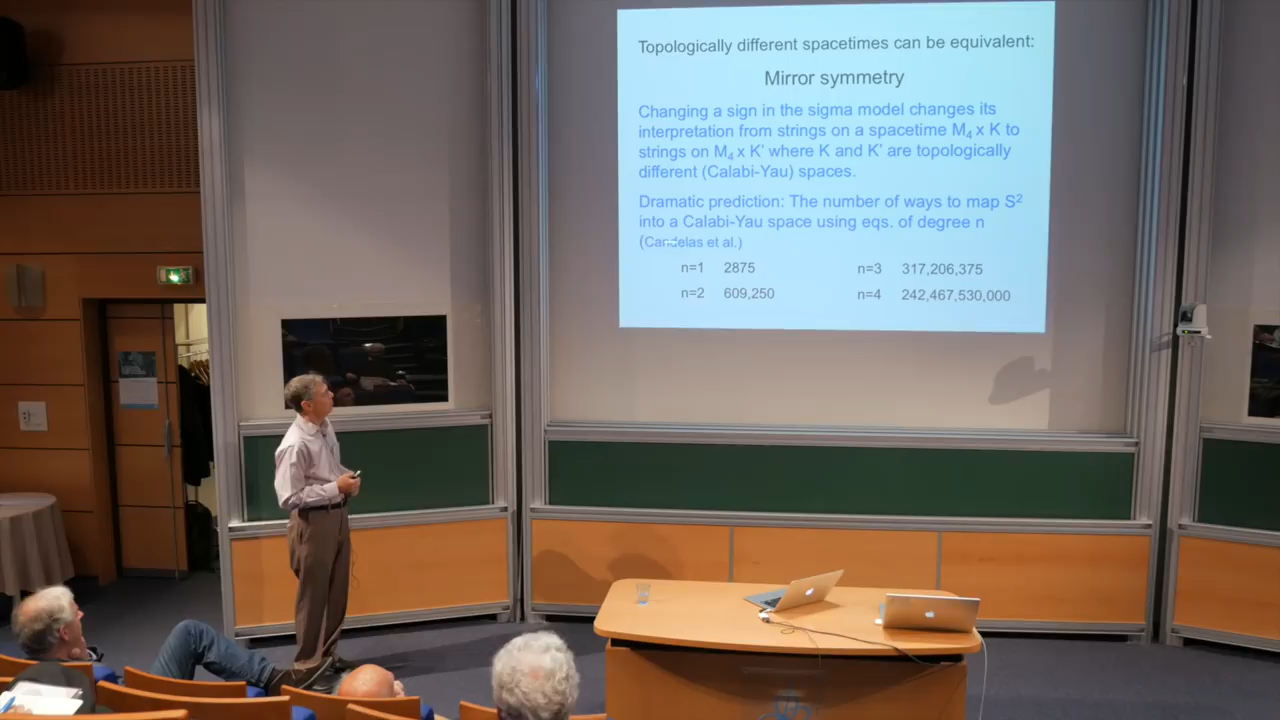 Topologically different spacetimes can be equivalent:
Mirror symmetry
Changing a sign in the sigma model changes its
interpretation from strings on a spacetime M₄ x K to
strings on M₄ x K’ where K and K’ are topologically
different (Calabi-Yau) spaces.
Dramatic prediction: The number of ways to map S²
into a Calabi-Yau space using eqs. of degree n
(Candelas et al.)
n=1 2875 n=3 317,206,375
n=2 609,250 n=4 242,467,530,000